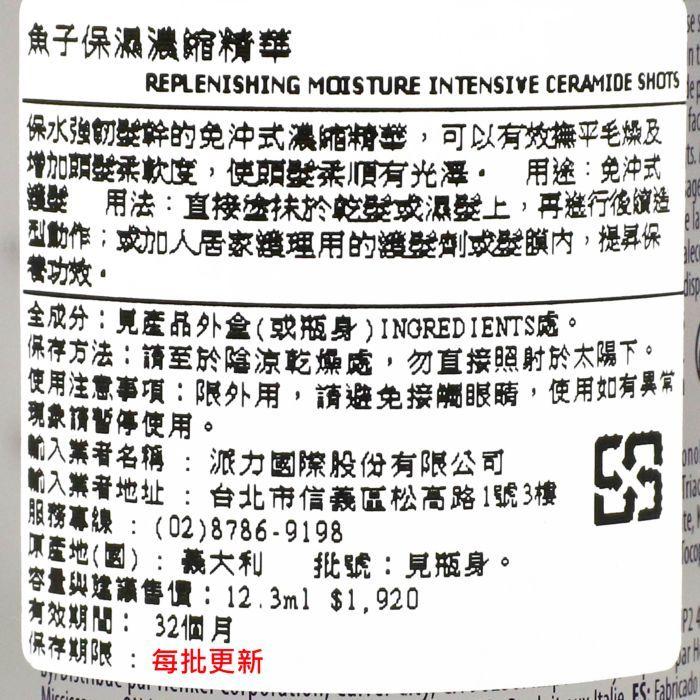 魚子保濕濃縮精華
REPLENISHING MOISTURE INTENSIVE CERAMIDE SHOTS
保水強韌髮幹的免沖式濃縮精華，可以有效撫平毛燥及
增加頭髮柔軟度，使頭髮柔順有光澤。 用途：免沖式
護髮 用法：直接塗抹於乾髮或濕髮上，再進行後續造
型動作；或加入居家護理用的護髮劑或髮膜內，提昇保
養功效。
全成分：見產品外盒(或瓶身)INGREDIENTS處。
保存方法：請至於陰涼乾燥處，勿直接照射於太陽下。
使用注意事項：限外用，請避免接觸眼睛，使用如有異常
現象請暫停使用。
輸入業者名稱：派力國際股份有限公司
輸入業者地址：台北市信義區松高路1號3樓
服務專線：(02)8786-9198
原產地(國)：義大利 批號：見瓶身。
容量與建議售價：12.3ml $1,920
有效期間：32個月
保存期限：每批更新